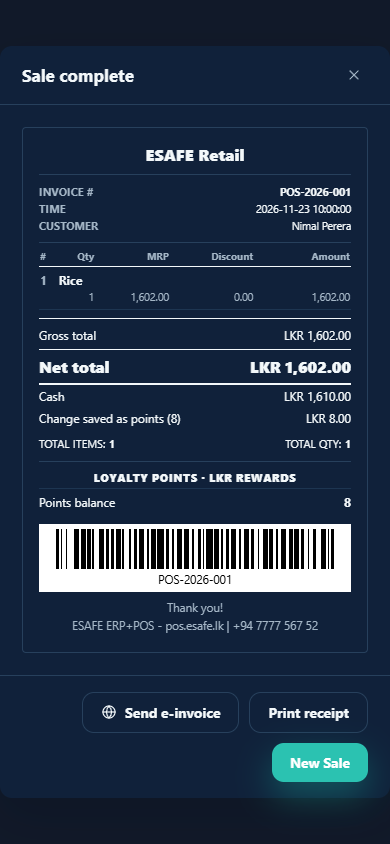 Sale complete
ESAFE Retail
INVOICE # POS-2026-001
TIME 2026-11-23 10:00:00
CUSTOMER Nimal Perera
# Qty MRP Discount Amount
1 Rice
1 1,602.00 0.00 1,602.00
Gross total LKR 1,602.00
Net total LKR 1,602.00
Cash LKR 1,610.00
Change saved as points (8) LKR 8.00
TOTAL ITEMS: 1 TOTAL QTY: 1
LOYALTY POINTS - LKR REWARDS
Points balance 8
POS-2026-001
Thank you!
ESAFE ERP+POS - pos.esafe.lk | +94 7777 567 52
Send e-invoice Print receipt
New Sale